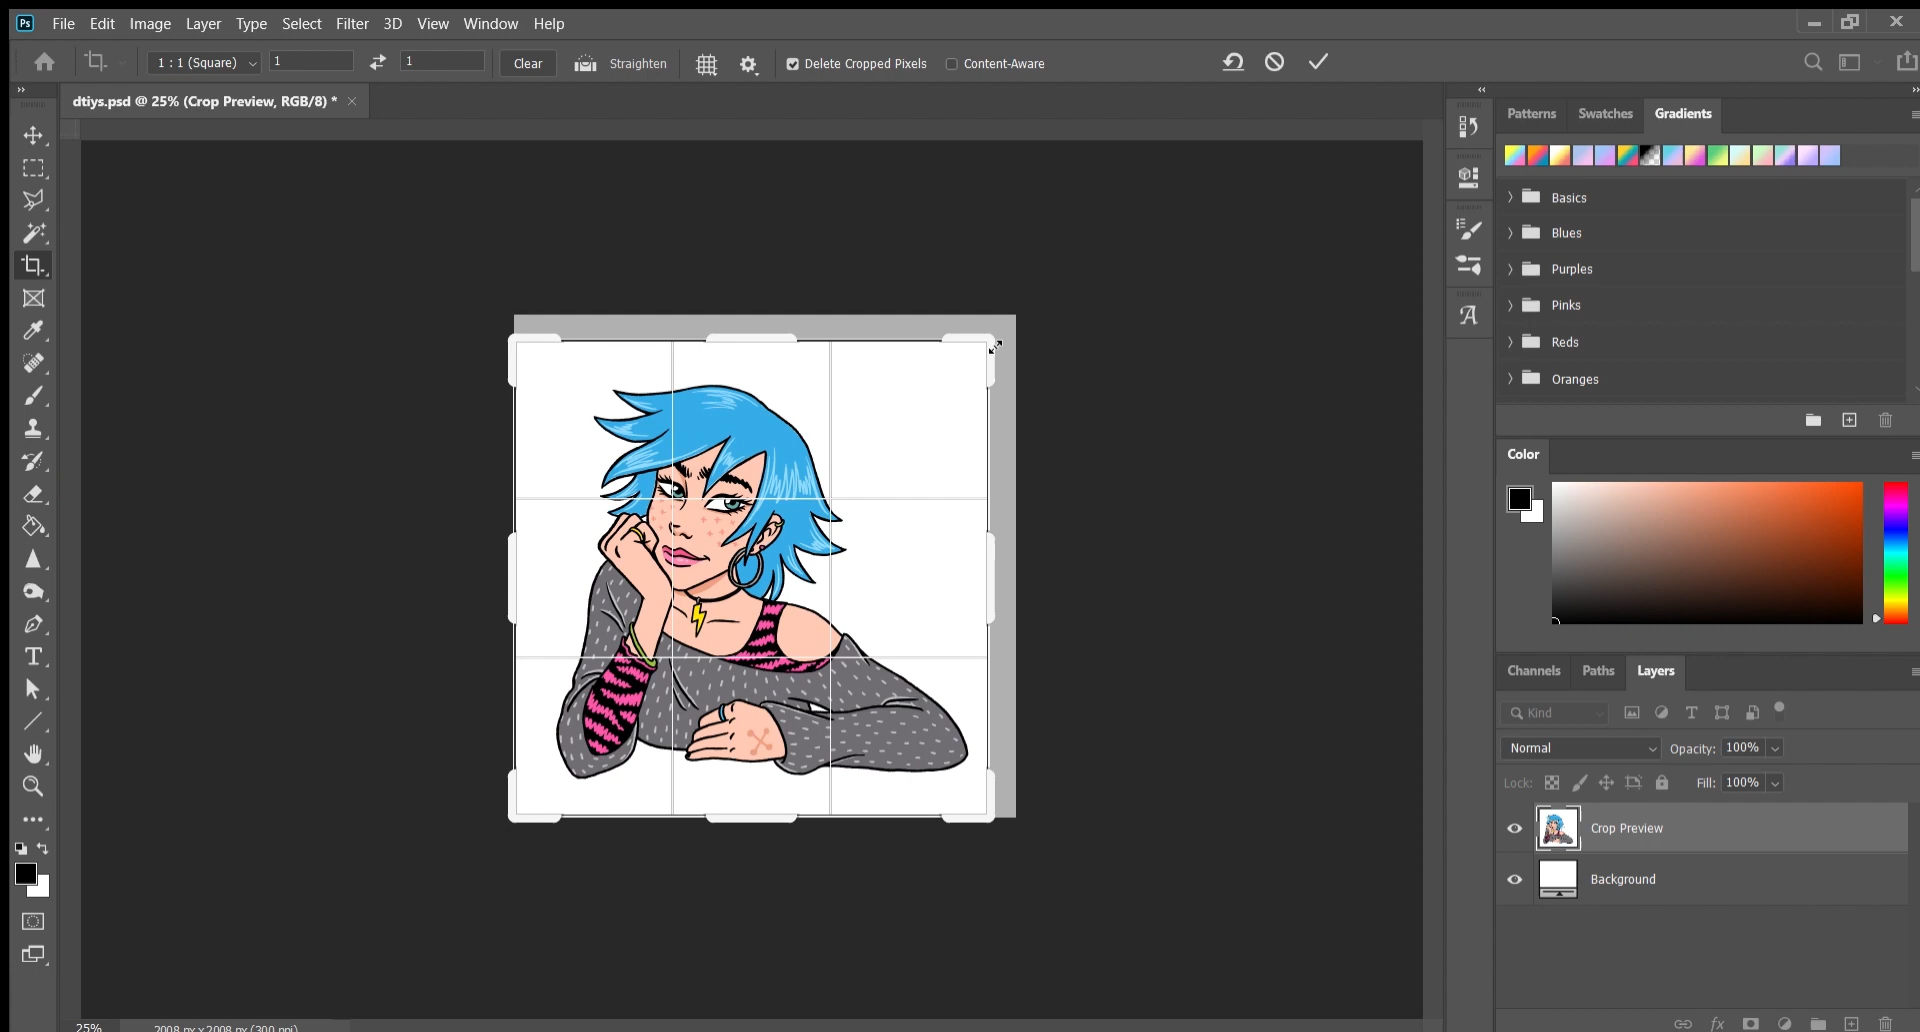 Ps File Edit Image Layer Type Select Filter 3D View Window Help
1 : 1 (Square) 1 1 Clear Straighten Delete Cropped Pixels Content-Aware
dtiys.psd @ 25% (Crop Preview, RGB/8) *
Patterns Swatches Gradients
Basics
Blues
Purples
Pinks
Reds
Oranges
Color
Channels Paths Layers
Kind
Normal Opacity: 100%
Lock: Fill: 100%
Crop Preview
Background
25% 2008 px x 2008 px (300 ppi)